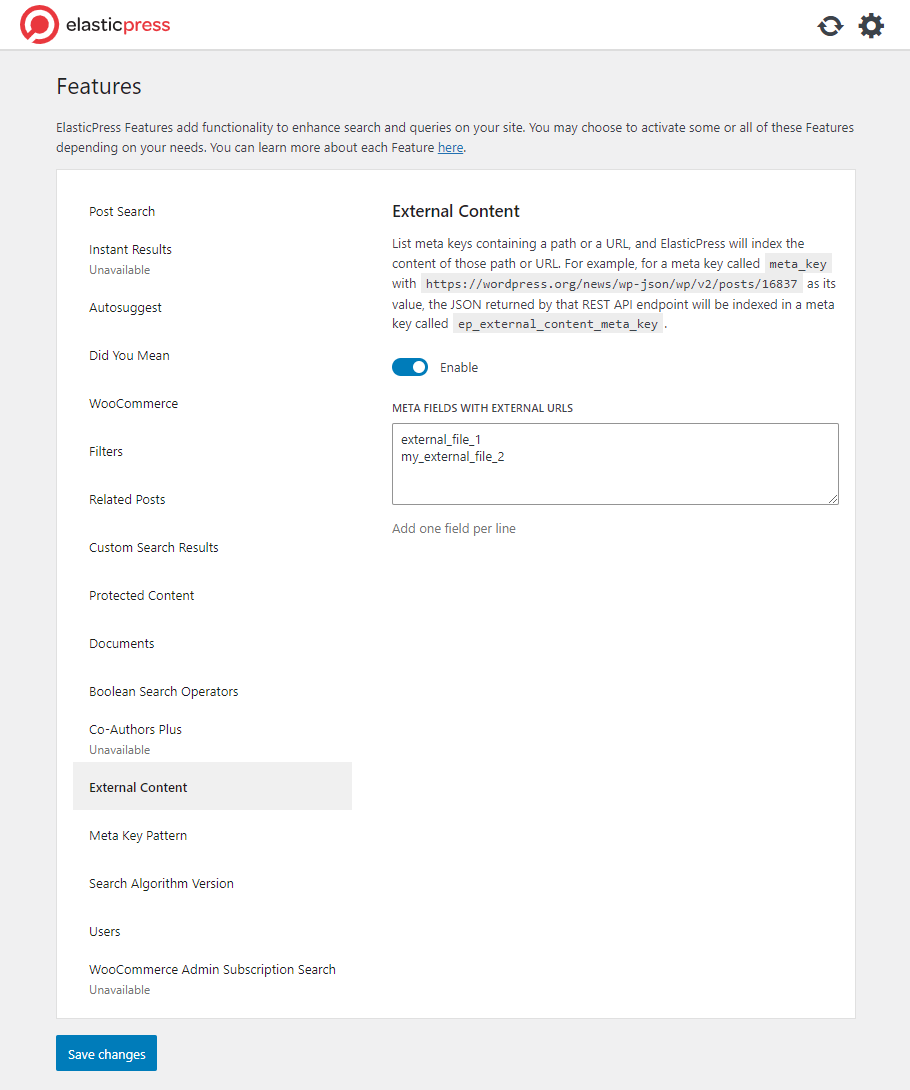 elasticpress
Features
ElasticPress Features add functionality to enhance search and queries on your site. You may choose to activate some or all of these Features
depending on your needs. You can learn more about each Feature here.
Post Search
Instant Results
Unavailable
Autosuggest
Did You Mean
WooCommerce
Filters
Related Posts
Custom Search Results
Protected Content
Documents
Boolean Search Operators
Co-Authors Plus
Unavailable
External Content
Meta Key Pattern
Search Algorithm Version
Users
WooCommerce Admin Subscription Search
Unavailable
External Content
List meta keys containing a path or a URL, and ElasticPress will index the
content of those path or URL. For example, for a meta key called meta_key
with https://wordpress.org/news/wp-json/wp/v2/posts/16837 as its
value, the JSON returned by that REST API endpoint will be indexed in a meta
key called ep_external_content_meta_key.
Enable
META FIELDS WITH EXTERNAL URLS
external_file_1
my_external_file_2
Add one field per line
Save changes